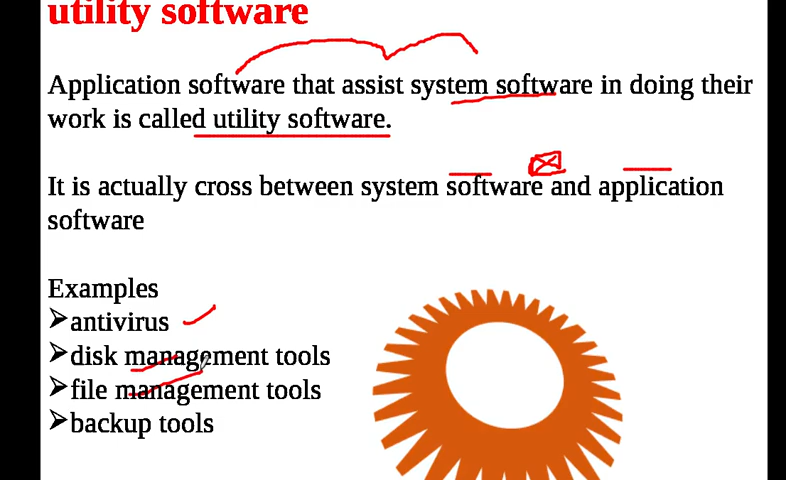 utility software
Application software that assist system software in doing their
work is called utility software.
It is actually cross between system software and application
software
Examples
➢antivirus
➢disk management tools
➢file management tools
➢backup tools